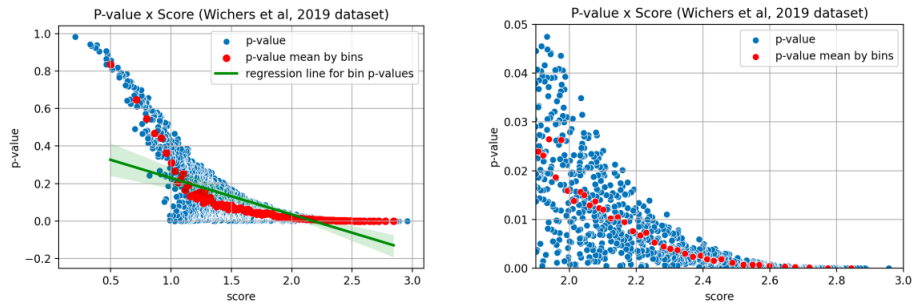 P-value x Score (Wichers et al, 2019 dataset)
1.0
0.8
0.6
0.4
0.2
0.0
−0.2
p-value
p-value
p-value mean by bins
regression line for bin p-values
0.5
1.0
1.5
2.0
2.5
3.0
score
P-value x Score (Wichers et al, 2019 dataset)
0.05
0.04
0.03
0.02
0.01
0.00
p-value
p-value
p-value mean by bins
2.0
2.2
2.4
2.6
2.8
3.0
score